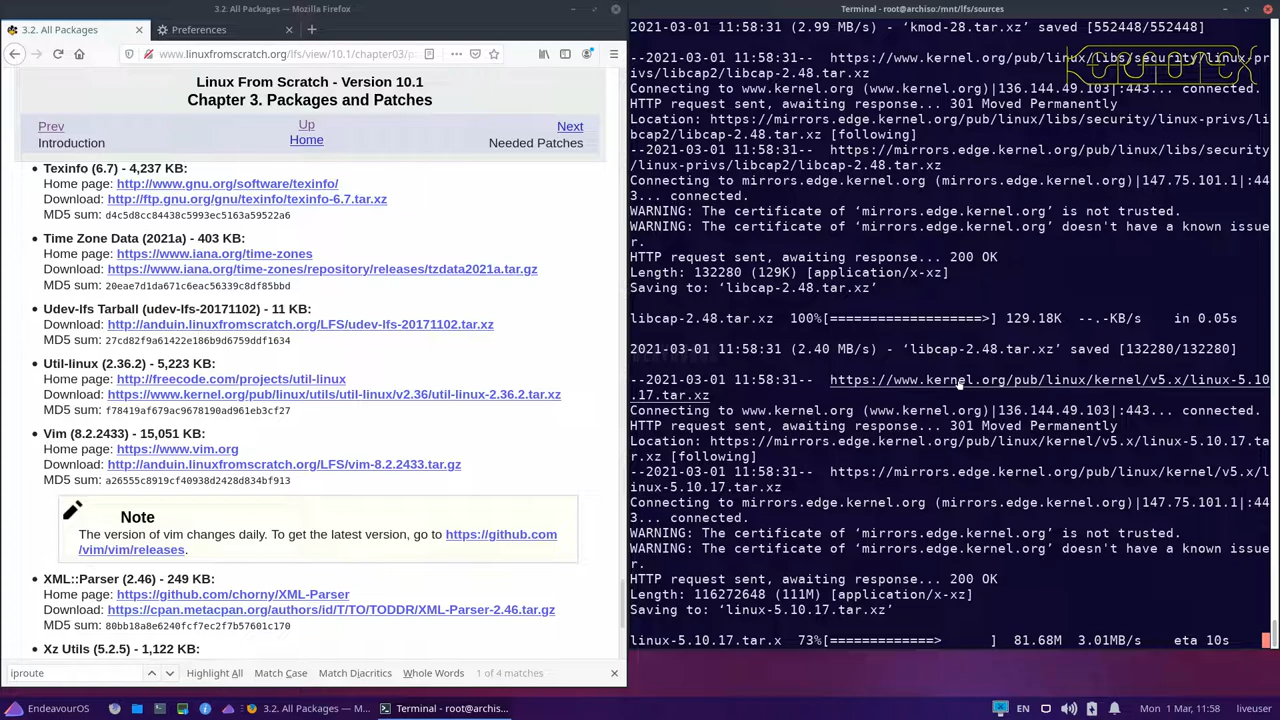 3.2. All Packages — Mozilla Firefox
3.2. All Packages
Preferences
www.linuxfromscratch.org/lfs/view/10.1/chapter03/p
Linux From Scratch - Version 10.1
Chapter 3. Packages and Patches
Prev
Up
Next
Introduction
Home
Needed Patches
Texinfo (6.7) - 4,237 KB:
Home page: http://www.gnu.org/software/texinfo/
Download: http://ftp.gnu.org/gnu/texinfo/texinfo-6.7.tar.xz
MD5 sum: d4c5d8cc84438c5993ec5163a59522a6
Time Zone Data (2021a) - 403 KB:
Home page: https://www.iana.org/time-zones
Download: https://www.iana.org/time-zones/repository/releases/tzdata2021a.tar.gz
MD5 sum: 20eae7d1da671c6eac56339c8df85bbd
Udev-lfs Tarball (udev-lfs-20171102) - 11 KB:
Download: http://anduin.linuxfromscratch.org/LFS/udev-lfs-20171102.tar.xz
MD5 sum: 27cd82f9a61422e186b9d6759ddf1634
Util-linux (2.36.2) - 5,223 KB:
Home page: http://freecode.com/projects/util-linux
Download: https://www.kernel.org/pub/linux/utils/util-linux/v2.36/util-linux-2.36.2.tar.xz
MD5 sum: f78419af679ac9678190ad961eb3cf27
Vim (8.2.2433) - 15,051 KB:
Home page: https://www.vim.org
Download: http://anduin.linuxfromscratch.org/LFS/vim-8.2.2433.tar.gz
MD5 sum: a26555c8919cf40938d2428d834bf913
Note
The version of vim changes daily. To get the latest version, go to https://github.com
/vim/vim/releases.
XML::Parser (2.46) - 249 KB:
Home page: https://github.com/chorny/XML-Parser
Download: https://cpan.metacpan.org/authors/id/T/TO/TODDR/XML-Parser-2.46.tar.gz
MD5 sum: 80bb18a8e6240fcf7ec2f7b57601c170
Xz Utils (5.2.5) - 1,122 KB:
iproute
Highlight All
Match Case
Match Diacritics
Whole Words
1 of 4 matches
Terminal - root@archiso:/mnt/lfs/sources
2021-03-01 11:58:31 (2.99 MB/s) - ‘kmod-28.tar.xz’ saved [552448/552448]
--2021-03-01 11:58:31-- https://www.kernel.org/pub/linux/libs/security/linux-pr
ivs/libcap2/libcap-2.48.tar.xz
Connecting to www.kernel.org (www.kernel.org)|136.144.49.103|:443... connected.
HTTP request sent, awaiting response... 301 Moved Permanently
Location: https://mirrors.edge.kernel.org/pub/linux/libs/security/linux-privs/li
bcap2/libcap-2.48.tar.xz [following]
--2021-03-01 11:58:31-- https://mirrors.edge.kernel.org/pub/linux/libs/security
/linux-privs/libcap2/libcap-2.48.tar.xz
Connecting to mirrors.edge.kernel.org (mirrors.edge.kernel.org)|147.75.101.1|:44
3... connected.
WARNING: The certificate of ‘mirrors.edge.kernel.org’ is not trusted.
WARNING: The certificate of ‘mirrors.edge.kernel.org’ doesn't have a known issue
r.
HTTP request sent, awaiting response... 200 OK
Length: 132280 (129K) [application/x-xz]
Saving to: ‘libcap-2.48.tar.xz’
libcap-2.48.tar.xz 100%[===================>] 129.18K --.-KB/s in 0.05s
2021-03-01 11:58:31 (2.40 MB/s) - ‘libcap-2.48.tar.xz’ saved [132280/132280]
--2021-03-01 11:58:31-- https://www.kernel.org/pub/linux/kernel/v5.x/linux-5.10
.17.tar.xz
Connecting to www.kernel.org (www.kernel.org)|136.144.49.103|:443... connected.
HTTP request sent, awaiting response... 301 Moved Permanently
Location: https://mirrors.edge.kernel.org/pub/linux/kernel/v5.x/linux-5.10.17.ta
r.xz [following]
--2021-03-01 11:58:31-- https://mirrors.edge.kernel.org/pub/linux/kernel/v5.x/l
inux-5.10.17.tar.xz
Connecting to mirrors.edge.kernel.org (mirrors.edge.kernel.org)|147.75.101.1|:44
3... connected.
WARNING: The certificate of ‘mirrors.edge.kernel.org’ is not trusted.
WARNING: The certificate of ‘mirrors.edge.kernel.org’ doesn't have a known issue
r.
HTTP request sent, awaiting response... 200 OK
Length: 116272648 (111M) [application/x-xz]
Saving to: ‘linux-5.10.17.tar.xz’
linux-5.10.17.tar.x 73%[=============> ] 81.68M 3.01MB/s eta 10s
EndeavourOS
3.2. All Packages — M...
Terminal - root@archis...
EN
Mono 1 Mar, 11:58
liveuser